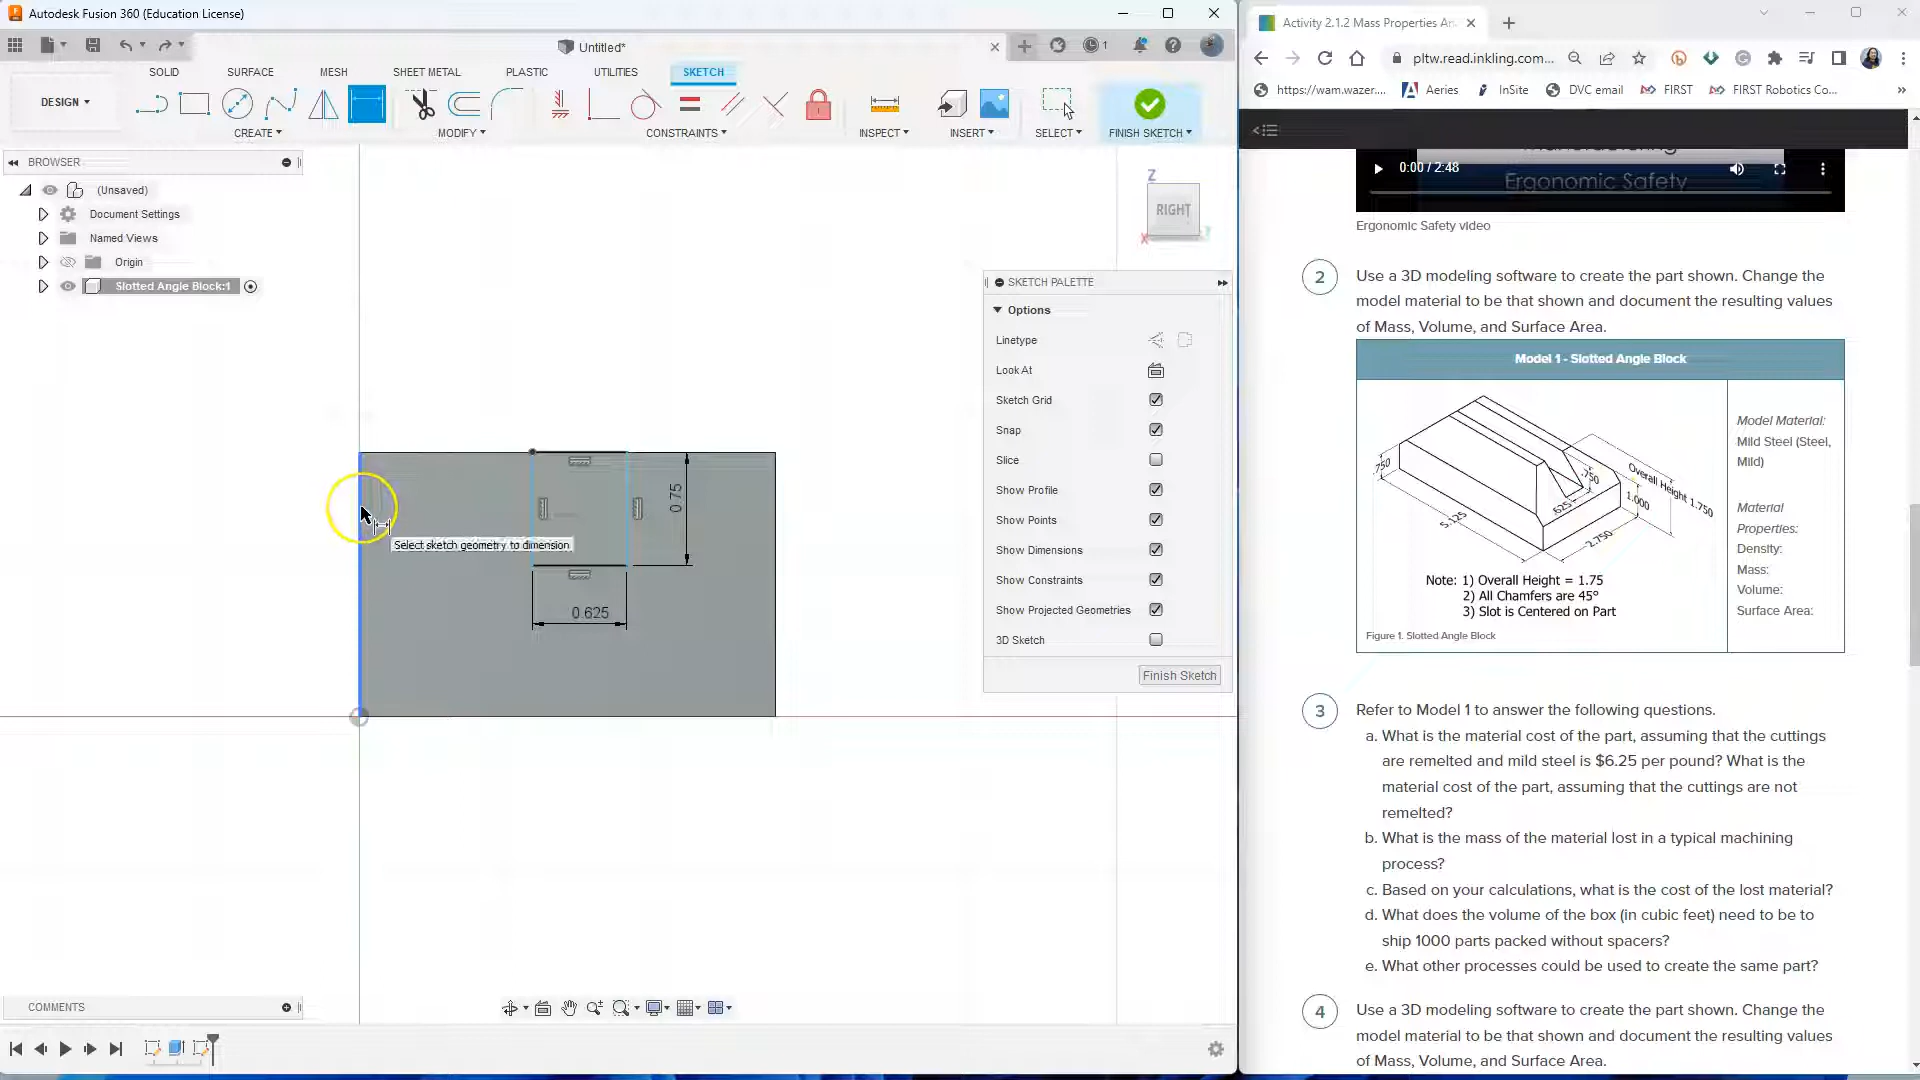 Autodesk Fusion 360 (Education License)
Untitled*
1
SOLID
SURFACE
MESH
SHEET METAL
PLASTIC
UTILITIES
SKETCH
DESIGN
CREATE
MODIFY
CONSTRAINTS
INSPECT
INSERT
SELECT
FINISH SKETCH
BROWSER
(Unsaved)
Document Settings
Named Views
Origin
Slotted Angle Block:1
Z
RIGHT
X
Select sketch geometry to dimension
0.75
0.625
SKETCH PALETTE
Options
Linetype
Look At
Sketch Grid
Snap
Slice
Show Profile
Show Points
Show Dimensions
Show Constraints
Show Projected Geometries
3D Sketch
Finish Sketch
COMMENTS
Activity 2.1.2 Mass Properties An
pltw.read.inkling.com...
https://wam.wazer....
Aeries
InSite
DVC email
FIRST
FIRST Robotics Co...
0:00 / 2:48
Ergonomic Safety
Ergonomic Safety video
2
Use a 3D modeling software to create the part shown. Change the
model material to be that shown and document the resulting values
of Mass, Volume, and Surface Area.
Model 1 - Slotted Angle Block
.750
5.125
.625
.750
1.000
2.750
Overall Height 1.750
Note: 1) Overall Height = 1.75
2) All Chamfers are 45°
3) Slot is Centered on Part
Figure 1. Slotted Angle Block
Model Material:
Mild Steel (Steel,
Mild)
Material
Properties:
Density:
Mass:
Volume:
Surface Area:
3
Refer to Model 1 to answer the following questions.
a. What is the material cost of the part, assuming that the cuttings
are remelted and mild steel is $6.25 per pound? What is the
material cost of the part, assuming that the cuttings are not
remelted?
b. What is the mass of the material lost in a typical machining
process?
c. Based on your calculations, what is the cost of the lost material?
d. What does the volume of the box (in cubic feet) need to be to
ship 1000 parts packed without spacers?
e. What other processes could be used to create the same part?
4
Use a 3D modeling software to create the part shown. Change the
model material to be that shown and document the resulting values
of Mass, Volume, and Surface Area.